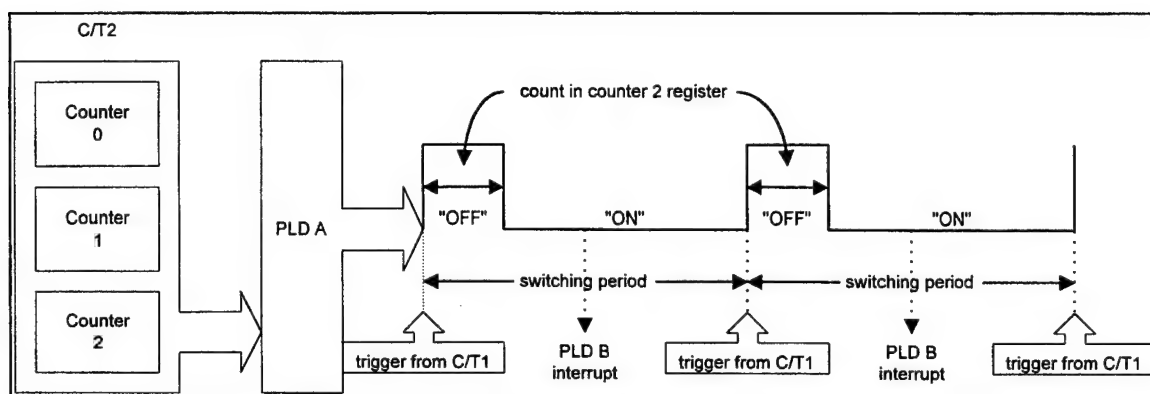 C/T2
Counter
0
Counter
1
Counter
2
PLD A
count in counter 2 register
"OFF"
"ON"
"OFF"
"ON"
switching period
switching period
trigger from C/T1
PLD B
interrupt
trigger from C/T1
PLD B
interrupt
trigger from C/T1